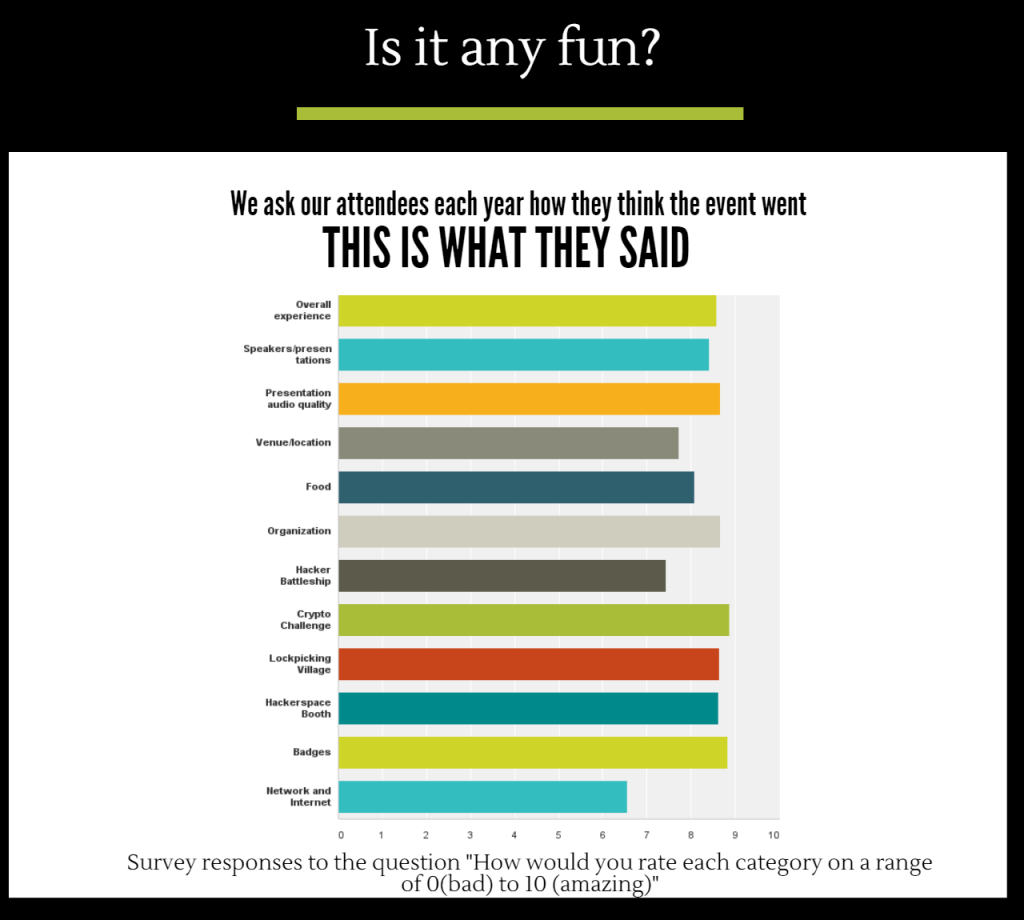 Is it any fun?
We ask our attendees each year how they think the event went
THIS IS WHAT THEY SAID
Overall
experience
Speakers/presen
tations
Presentation
audio quality
Venue/location
Food
Organization
Hacker
Battleship
Crypto
Challenge
Lockpicking
Village
Hackerspace
Booth
Badges
Network and
Internet
0 1 2 3 4 5 6 7 8 9 10
Survey responses to the question "How would you rate each category on a range
of 0(bad) to 10 (amazing)"